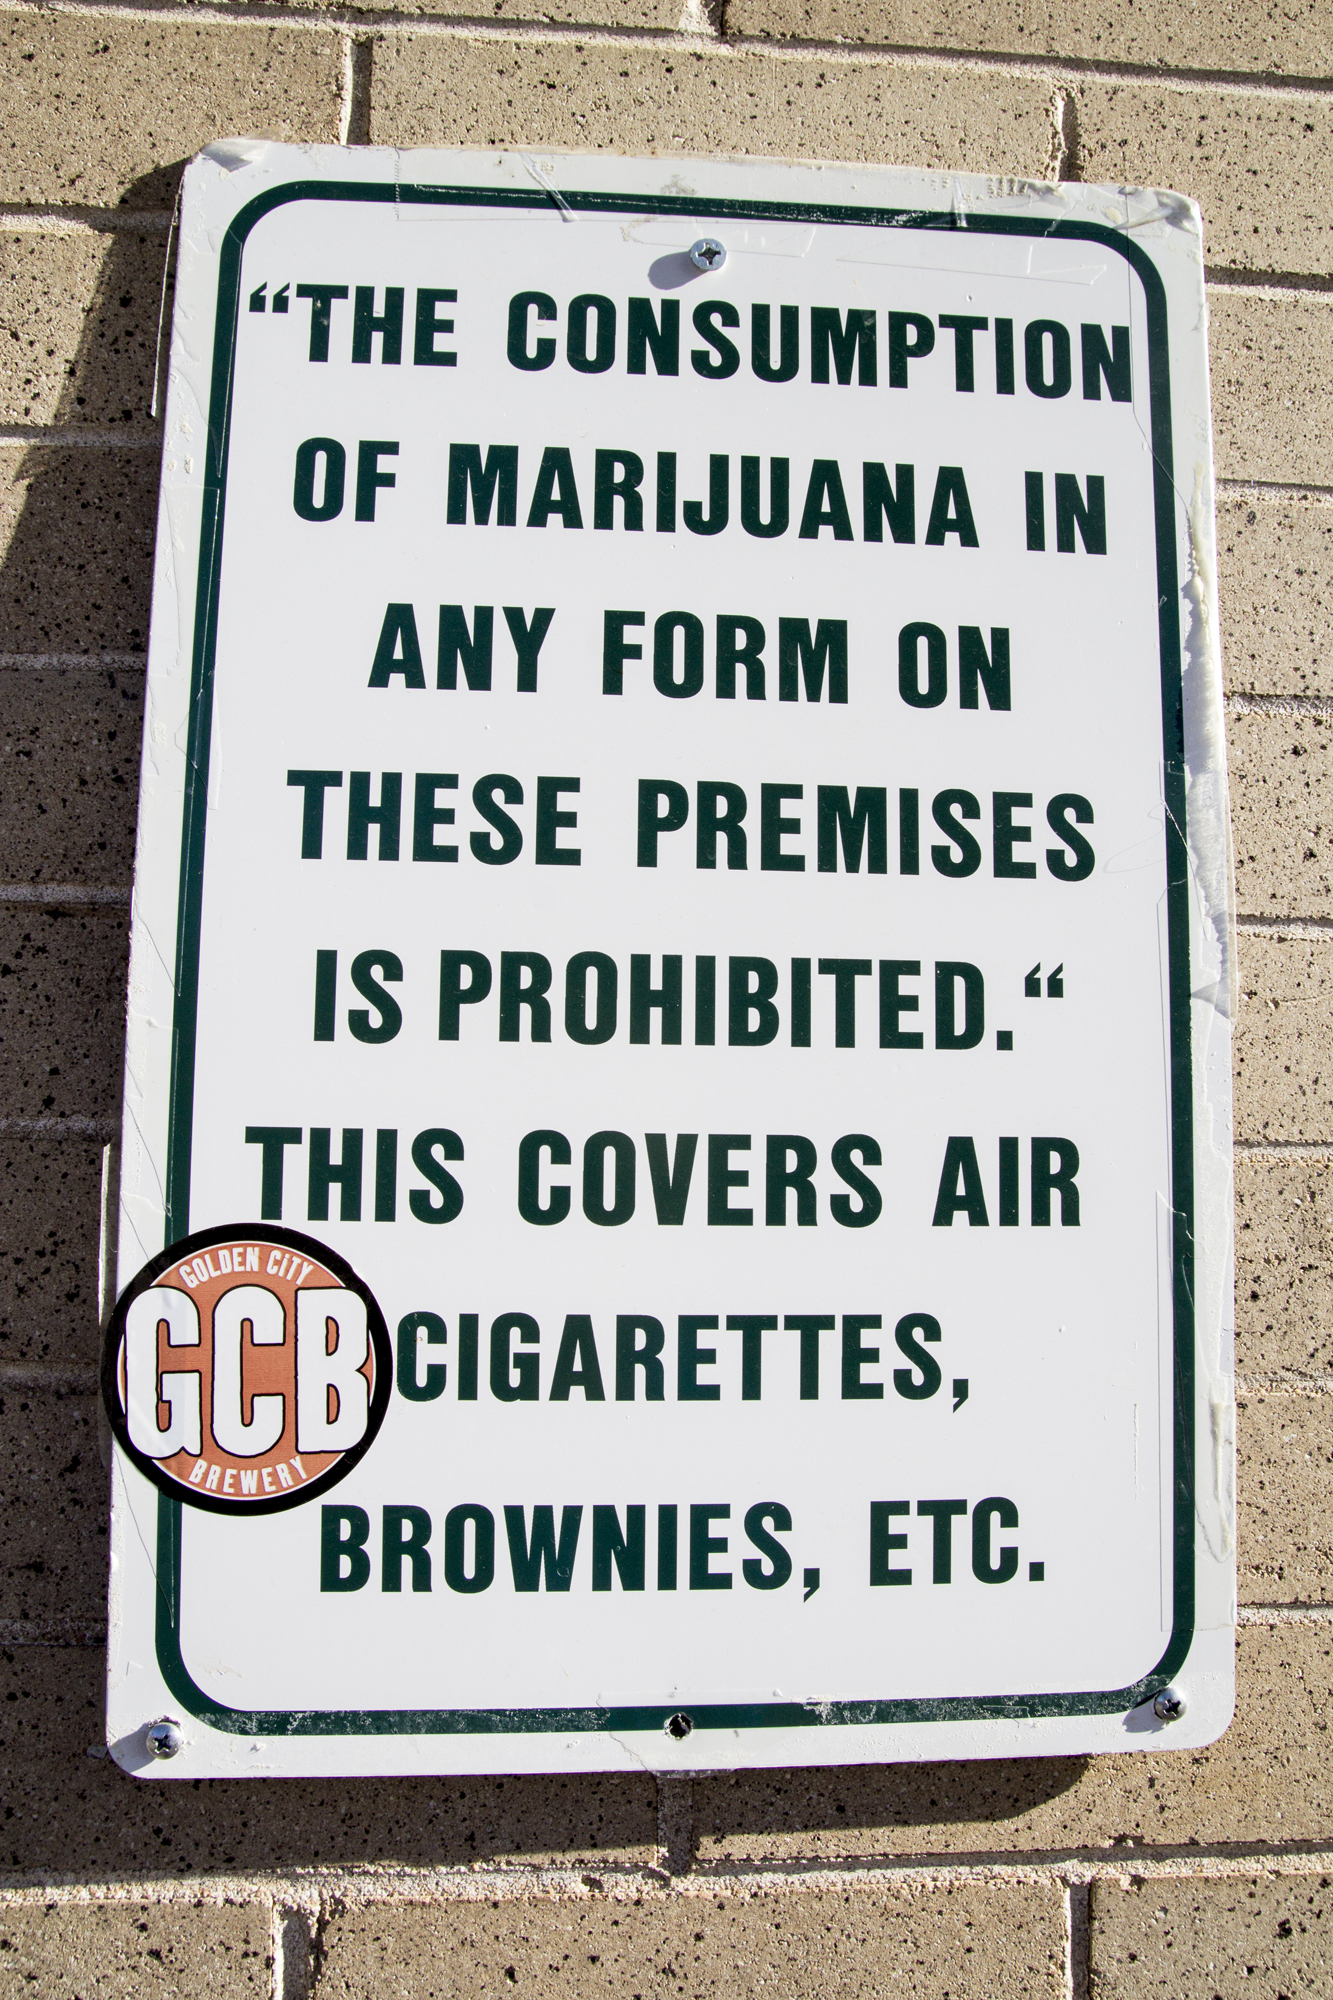 “THE CONSUMPTION
OF MARIJUANA IN
ANY FORM ON
THESE PREMISES
IS PROHIBITED.“
THIS COVERS AIR
CIGARETTES,
BROWNIES, ETC.
GOLDEN CiTY
GCB
BREWERY